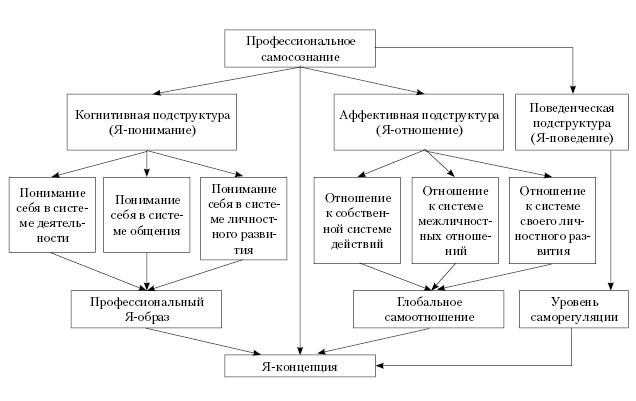 Профессиональное
самосознание
Когнитивная подструктура
(Я-понимание)
Аффективная подструктура
(Я-отношение)
Поведенческая
подструктура
(Я-поведение)
Понимание
себя в систе-
ме деятель-
ности
Понимание
себя в систе-
ме общения
Понимание
себя в систе-
ме личност-
ного разви-
тия
Отношение
к собствен-
ной системе
действий
Отношение
к системе
межличност-
ных отноше-
ний
Отношение
к системе
своего лич-
ностного раз-
вития
Профессиональный
Я-образ
Глобальное
самоотношение
Уровень
саморегуляции
Я-концепция